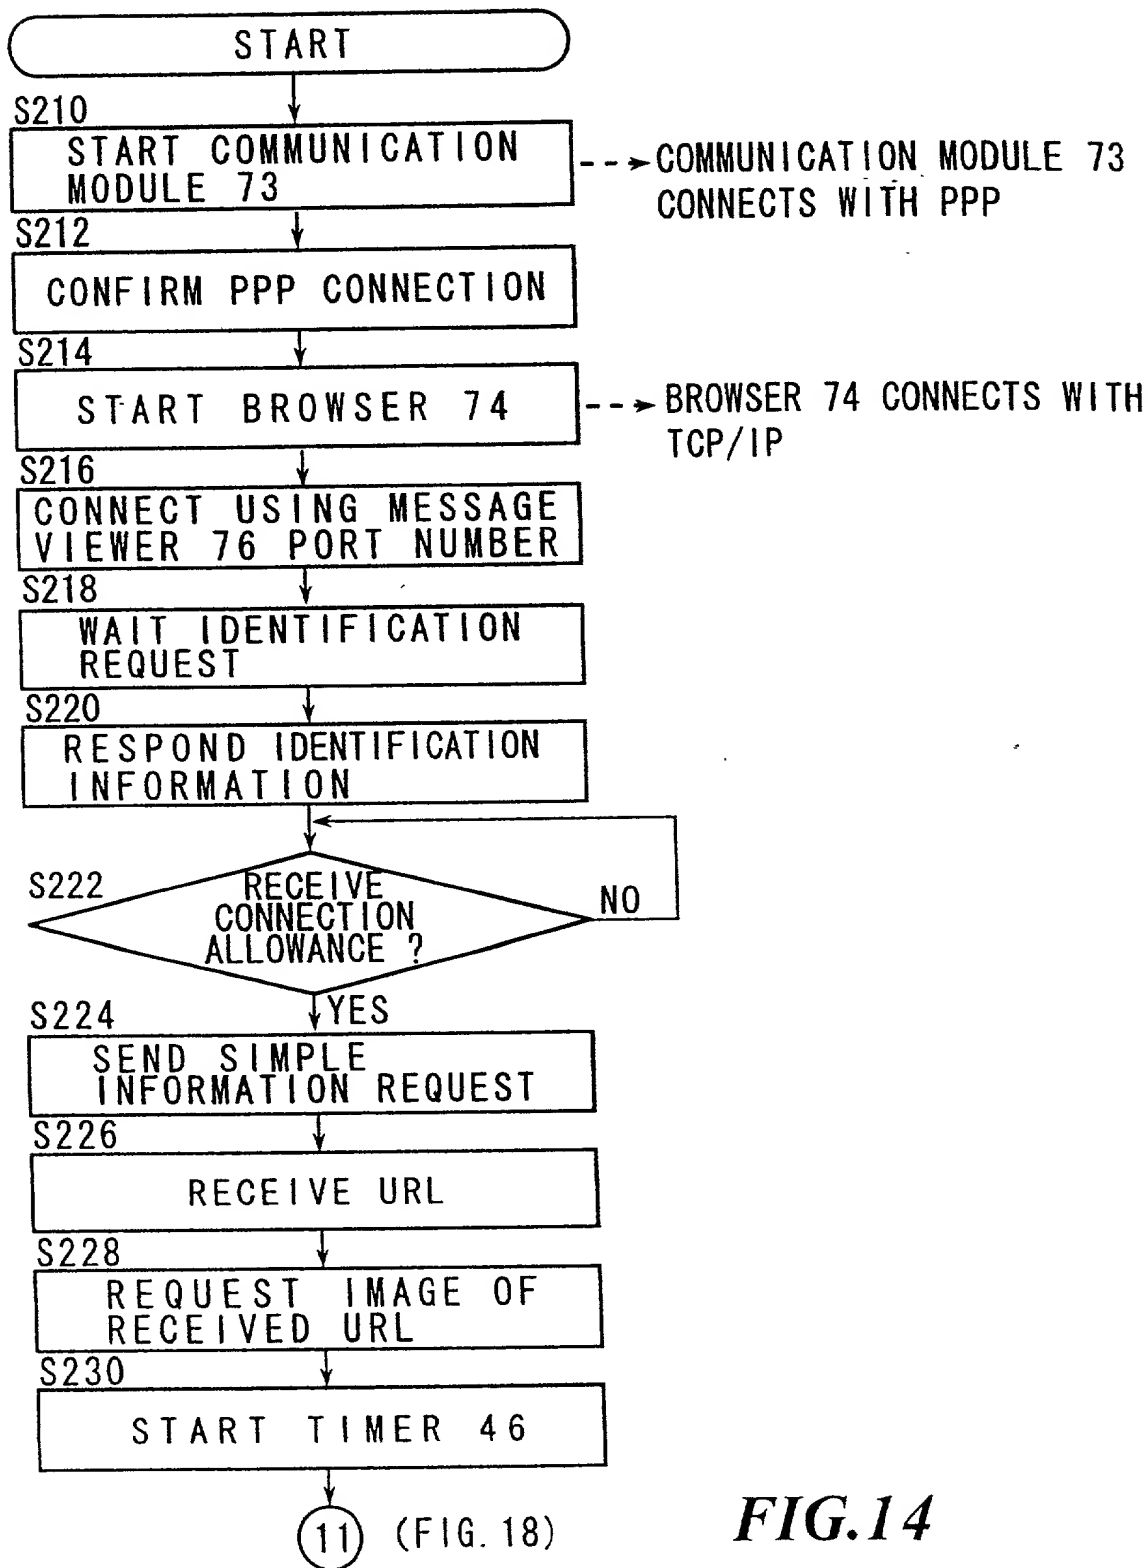 START
S210
START COMMUNICATION
MODULE 73
COMMUNICATION MODULE 73
CONNECTS WITH PPP
S212
CONFIRM PPP CONNECTION
S214
START BROWSER 74
BROWSER 74 CONNECTS WITH
TCP/IP
S216
CONNECT USING MESSAGE
VIEWER 76 PORT NUMBER
S218
WAIT IDENTIFICATION
REQUEST
S220
RESPOND IDENTIFICATION
INFORMATION
S222
RECEIVE
CONNECTION
ALLOWANCE ?
NO
YES
S224
SEND SIMPLE
INFORMATION REQUEST
S226
RECEIVE URL
S228
REQUEST IMAGE OF
RECEIVED URL
S230
START TIMER 46
11 (FIG. 18)
FIG.14